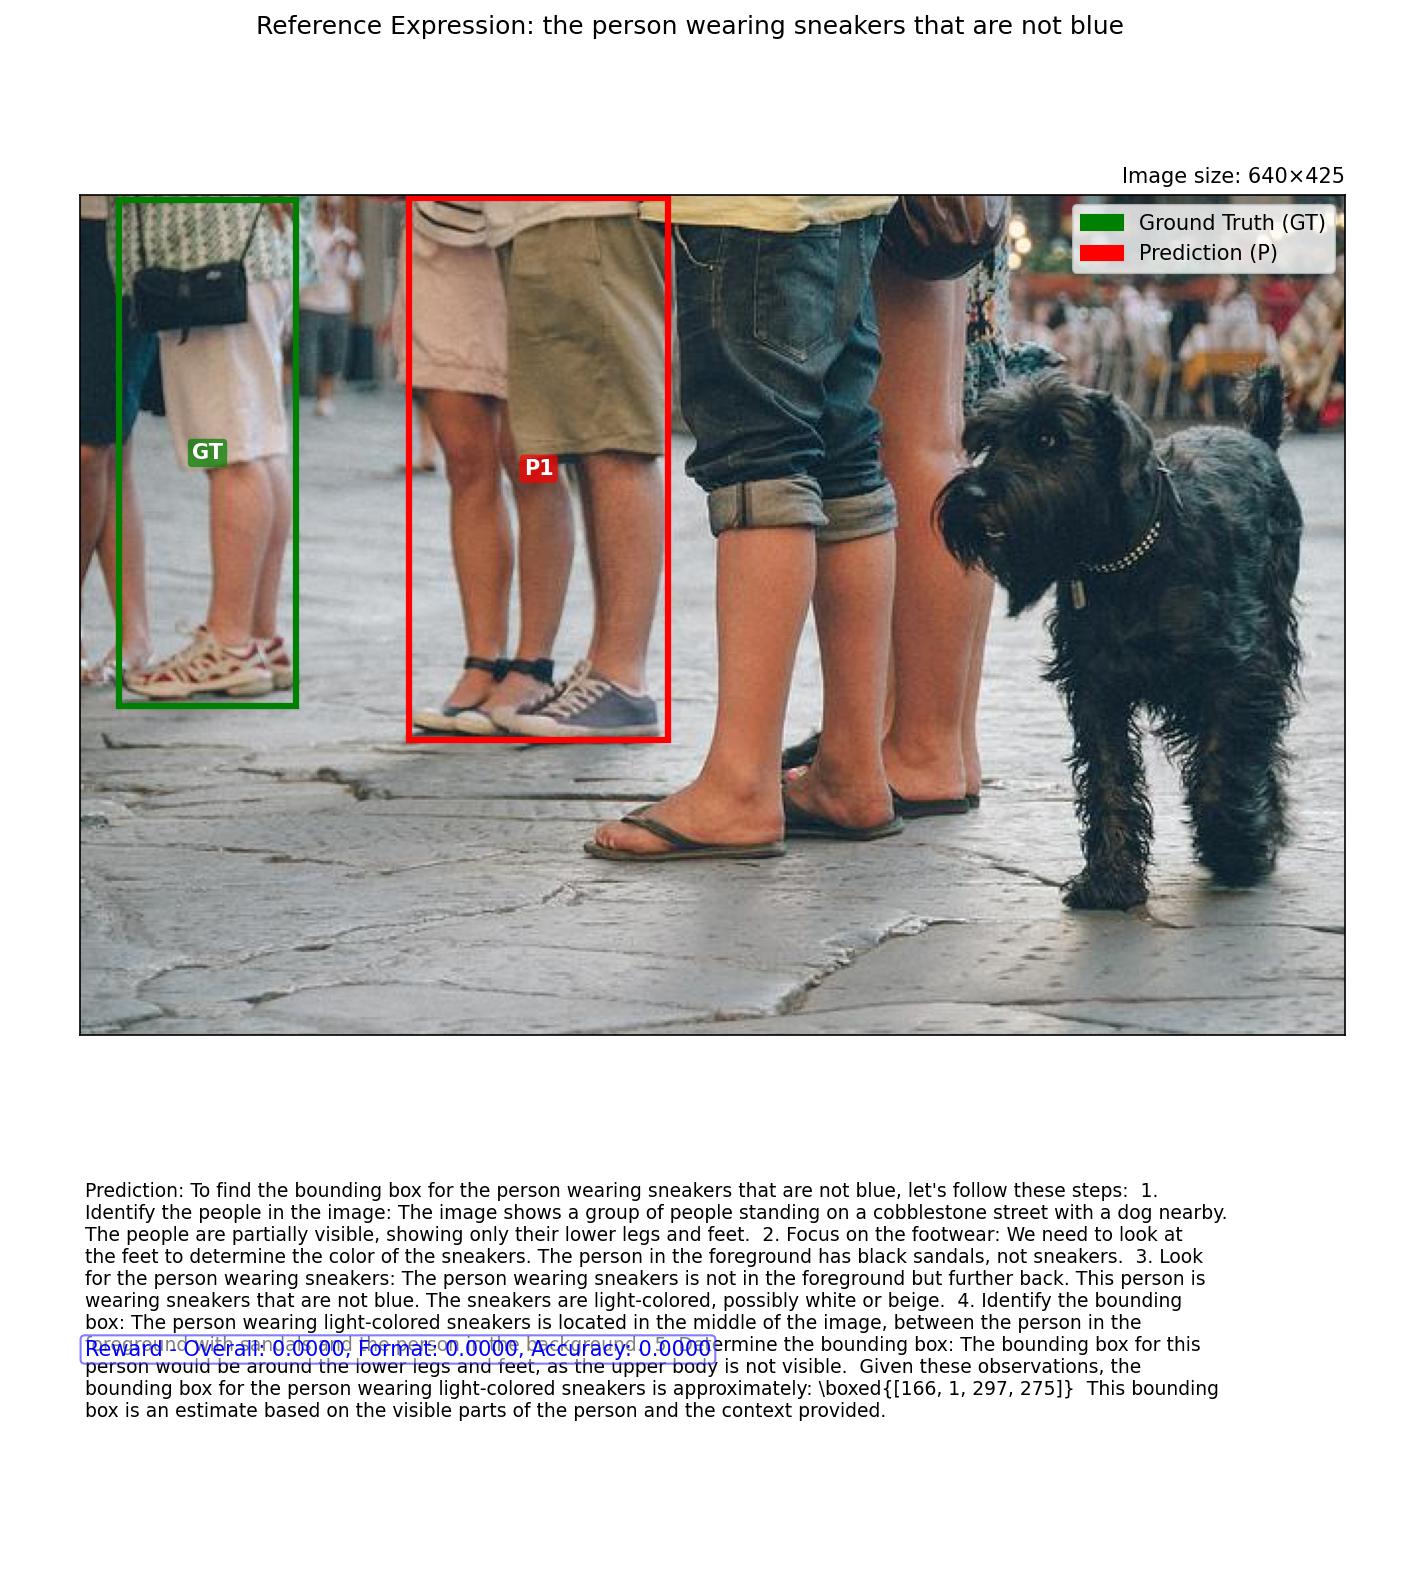 Reference Expression: the person wearing sneakers that are not blue
Image size: 640×425
Ground Truth (GT)
Prediction (P)
GT
P1
Prediction: To find the bounding box for the person wearing sneakers that are not blue, let's follow these steps:  1.
Identify the people in the image: The image shows a group of people standing on a cobblestone street with a dog nearby.
The people are partially visible, showing only their lower legs and feet.  2. Focus on the footwear: We need to look at
the feet to determine the color of the sneakers. The person in the foreground has black sandals, not sneakers.  3. Look
for the person wearing sneakers: The person wearing sneakers is not in the foreground but further back. This person is
wearing sneakers that are not blue. The sneakers are light-colored, possibly white or beige.  4. Identify the bounding
box: The person wearing light-colored sneakers is located in the middle of the image, between the person in the
foreground with sandals and the person in the background.  5. Determine the bounding box: The bounding box for this
Reward - Overall: 0.0000, Format: 0.0000, Accuracy: 0.0000
person would be around the lower legs and feet, as the upper body is not visible.  Given these observations, the
bounding box for the person wearing light-colored sneakers is approximately: \boxed{[166, 1, 297, 275]}  This bounding
box is an estimate based on the visible parts of the person and the context provided.